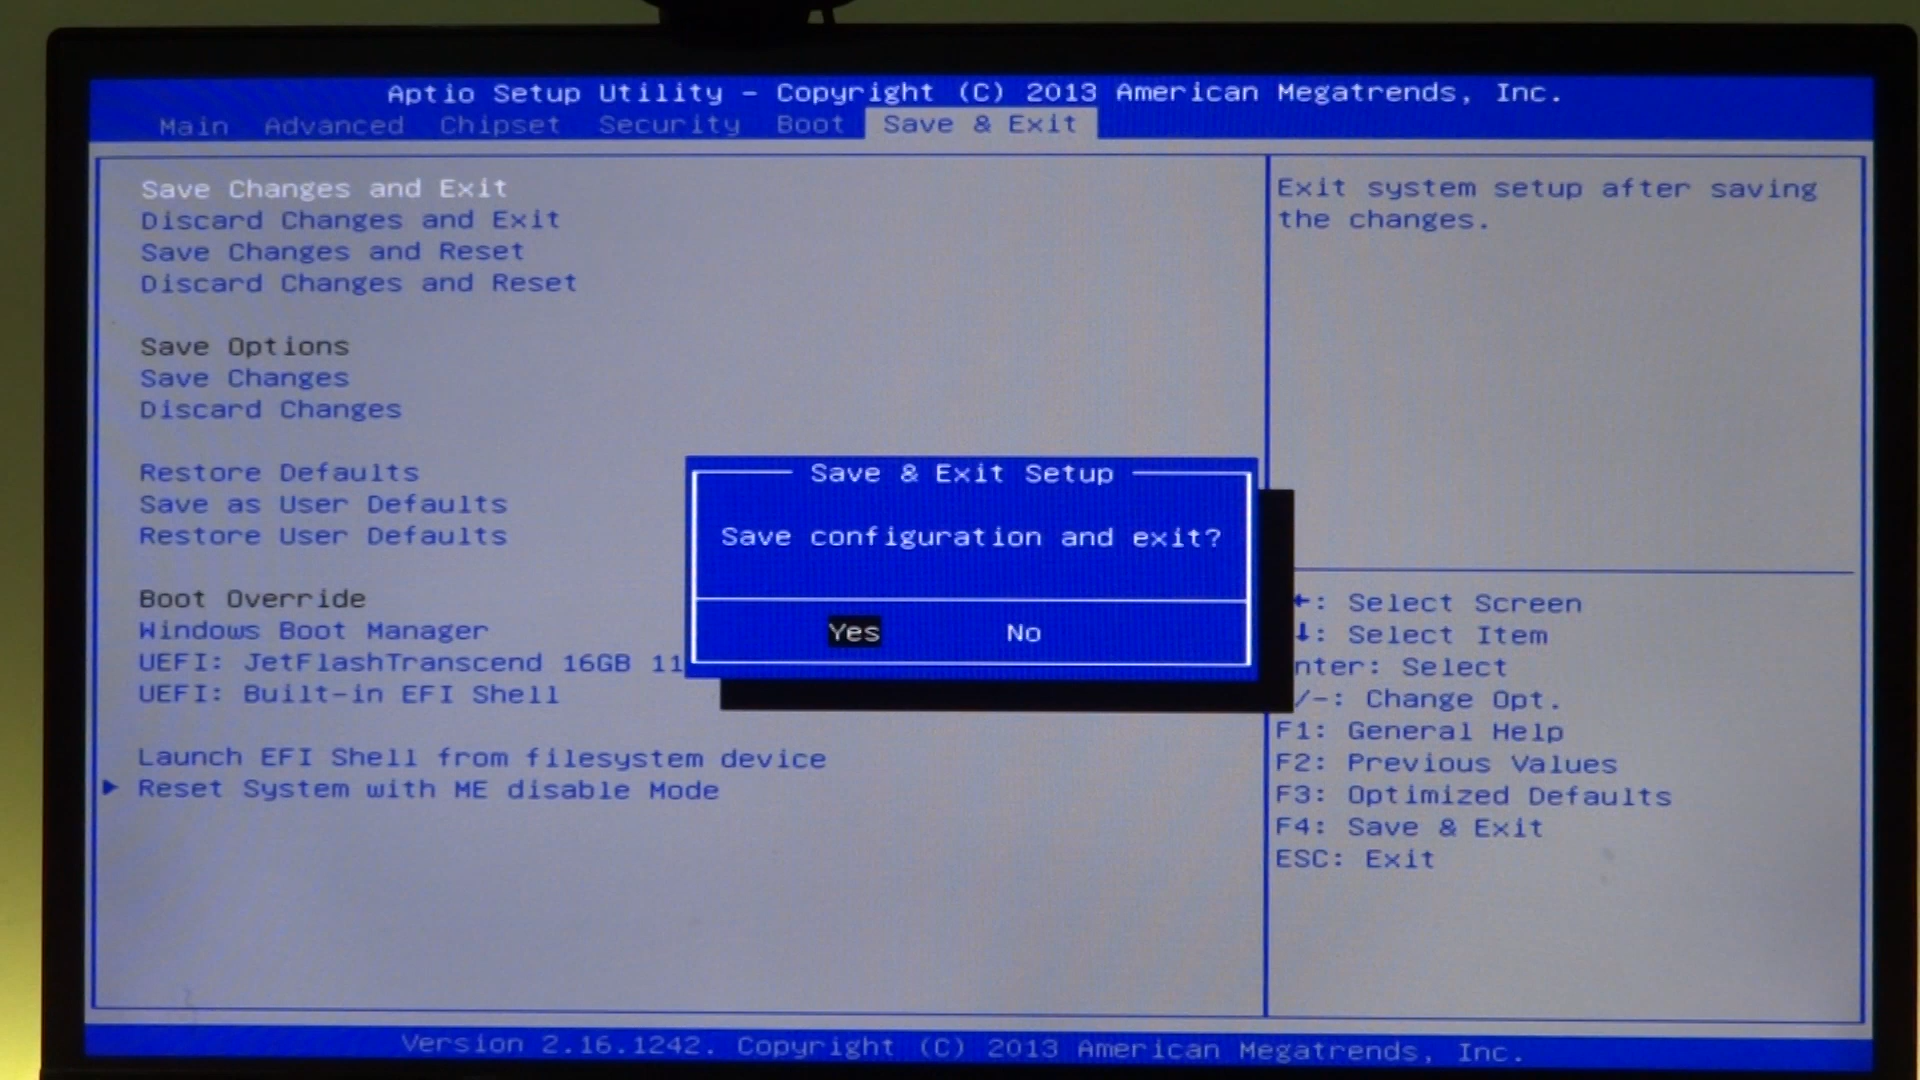 Aptio Setup Utility – Copyright (C) 2013 American Megatrends, Inc.
Main Advanced Chipset Security Boot Save & Exit
Save Changes and Exit
Discard Changes and Exit
Save Changes and Reset
Discard Changes and Reset
Save Options
Save Changes
Discard Changes
Restore Defaults
Save as User Defaults
Restore User Defaults
Boot Override
Windows Boot Manager
UEFI: JetFlashTranscend 16GB 11
UEFI: Built-in EFI Shell
Launch EFI Shell from filesystem device
▶ Reset System with ME disable Mode
Save & Exit Setup
Save configuration and exit?
Yes No
Exit system setup after saving
the changes.
←: Select Screen
↓: Select Item
nter: Select
/-: Change Opt.
F1: General Help
F2: Previous Values
F3: Optimized Defaults
F4: Save & Exit
ESC: Exit
Version 2.16.1242. Copyright (C) 2013 American Megatrends, Inc.